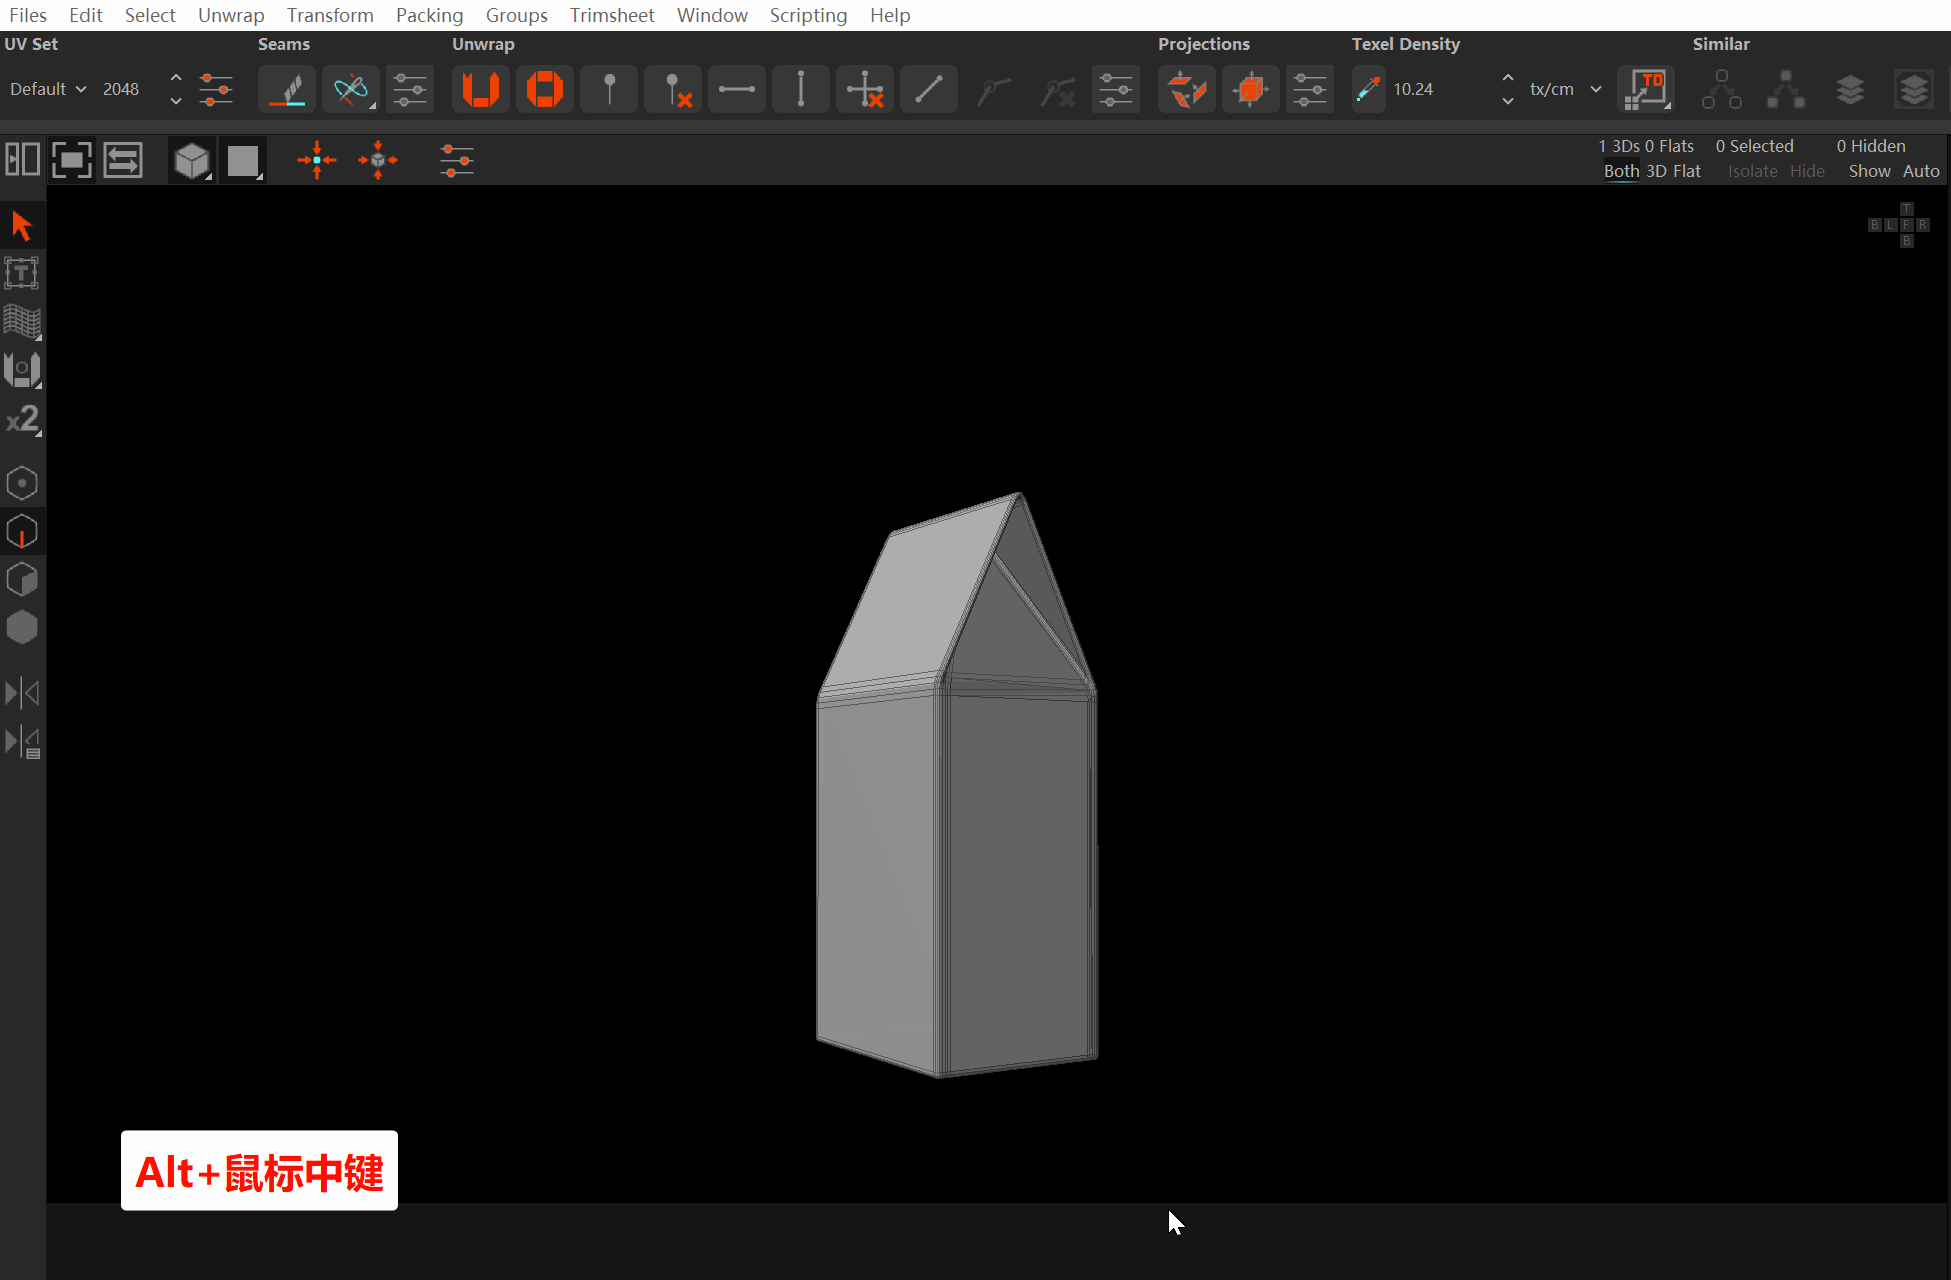 Files Edit Select Unwrap Transform Packing Groups Trimsheet Window Scripting Help
UV Set Seams Unwrap Projections Texel Density Similar
Default 2048 10.24 tx/cm TD
1 3Ds 0 Flats 0 Selected 0 Hidden
Both 3D Flat Isolate Hide Show Auto
T
B L F R
B
T
x2
Alt+鼠标中键